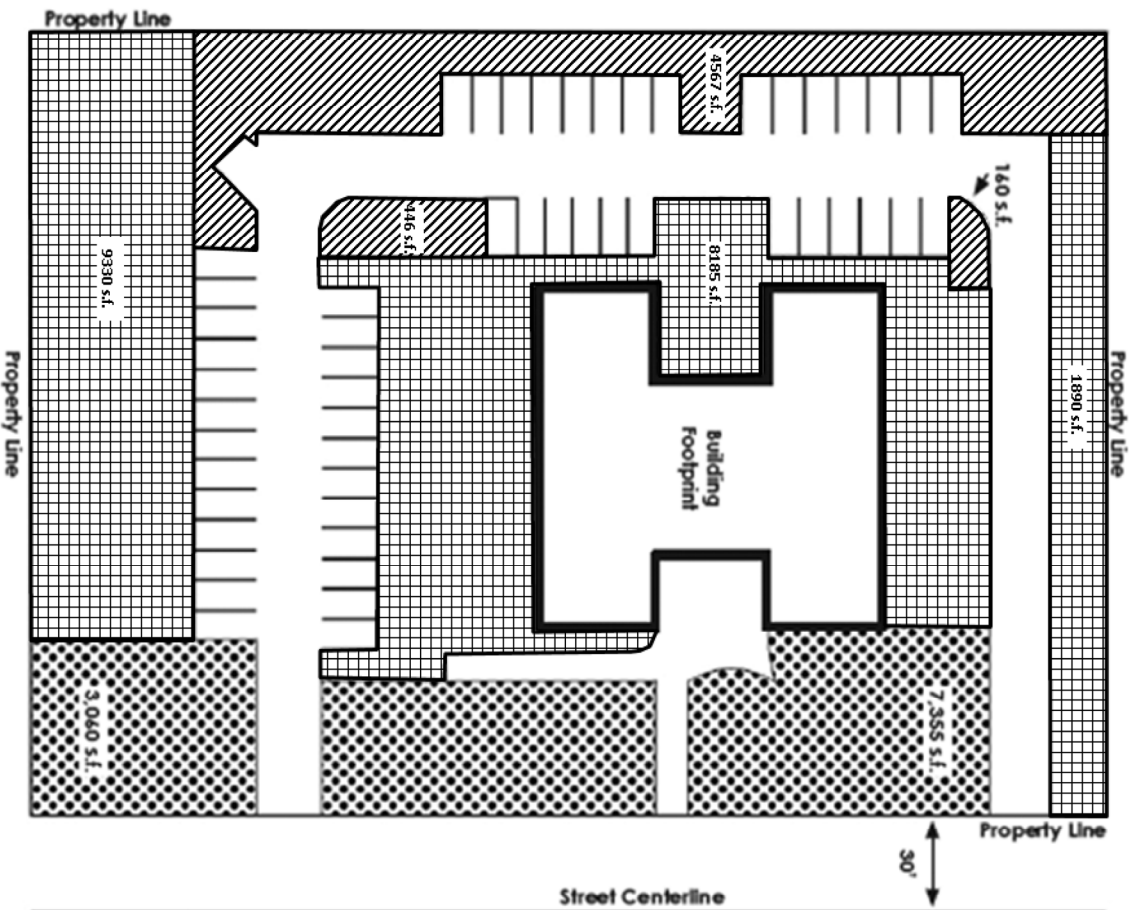 Property Line
4567 s.f.
160 s.f.
446 s.f.
9330 s.f.
8185 s.f.
Property Line
1890 s.f.
Property Line
Building
Footprint
3,060 s.f.
7,355 s.f.
Property Line
30'
Street Centerline